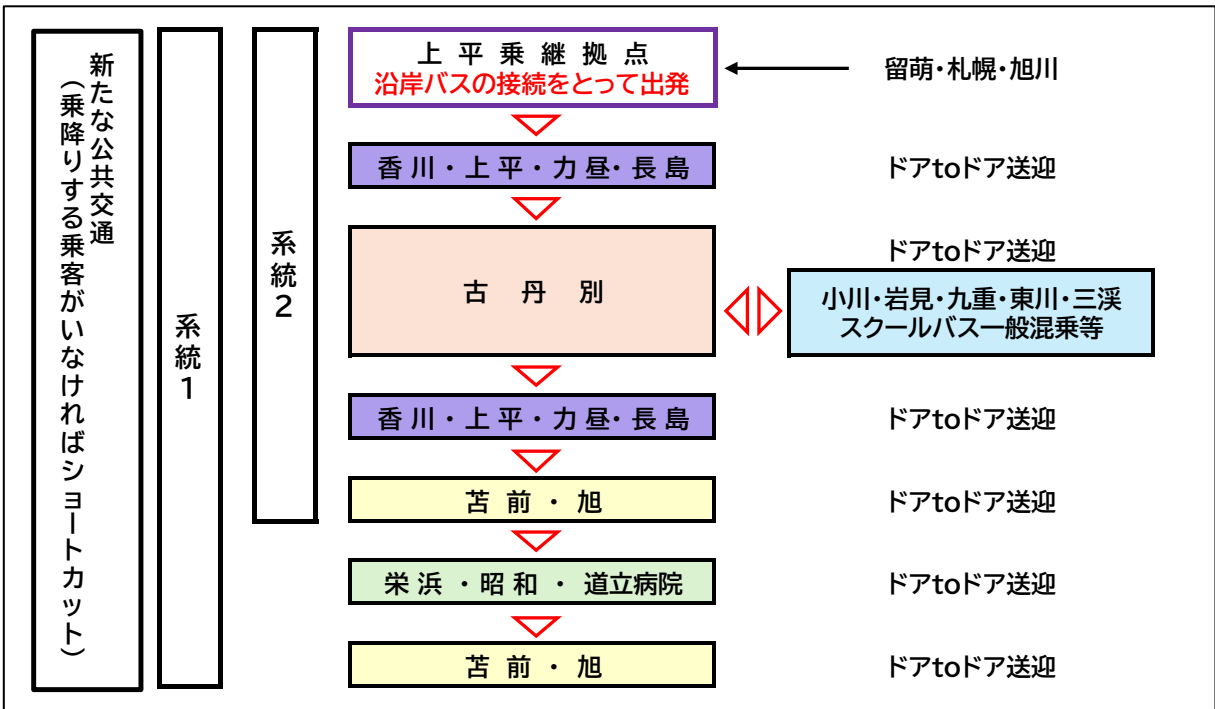 新たな公共交通
（乗降りする乗客がいなければショートカット）
系統1
系統2
上平乗継拠点
沿岸バスの接続をとって出発
留萌・札幌・旭川
香川・上平・力昼・長島
ドアtoドア送迎
古丹別
ドアtoドア送迎
小川・岩見・九重・東川・三渓
スクールバス一般混乗等
香川・上平・力昼・長島
ドアtoドア送迎
苫前・旭
ドアtoドア送迎
栄浜・昭和・道立病院
ドアtoドア送迎
苫前・旭
ドアtoドア送迎